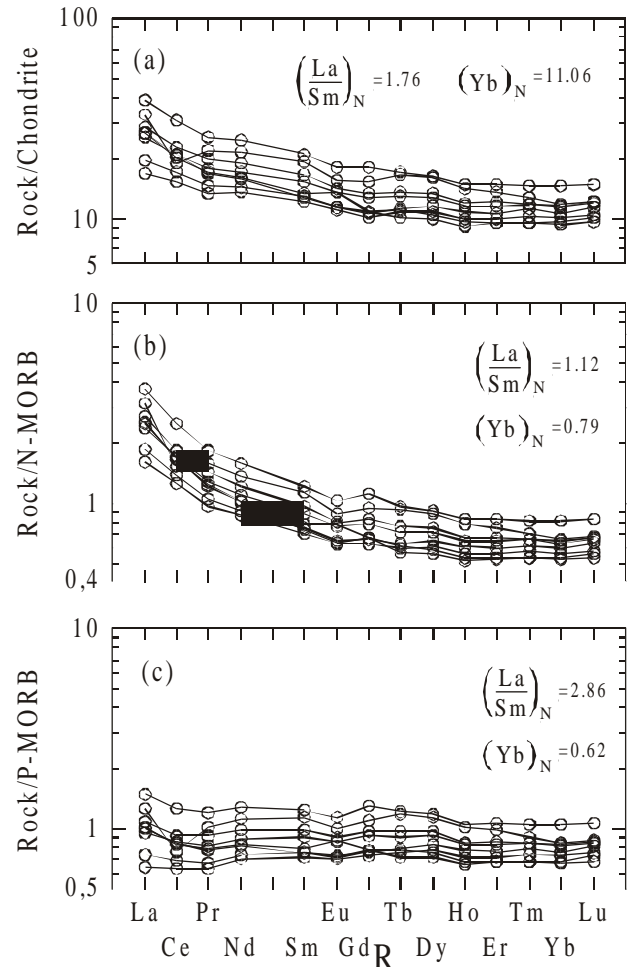 100
(a)
(La/Sm)N =1.76
(Yb)N =11.06
Rock/Chondrite
10
5
10
(b)
(La/Sm)N =1.12
(Yb)N =0.79
Rock/N-MORB
1
0,4
10
(c)
(La/Sm)N =2.86
(Yb)N =0.62
Rock/P-MORB
1
0,5
La Pr Eu Tb Ho Tm Lu
Ce Nd Sm Gd R Dy Er Yb